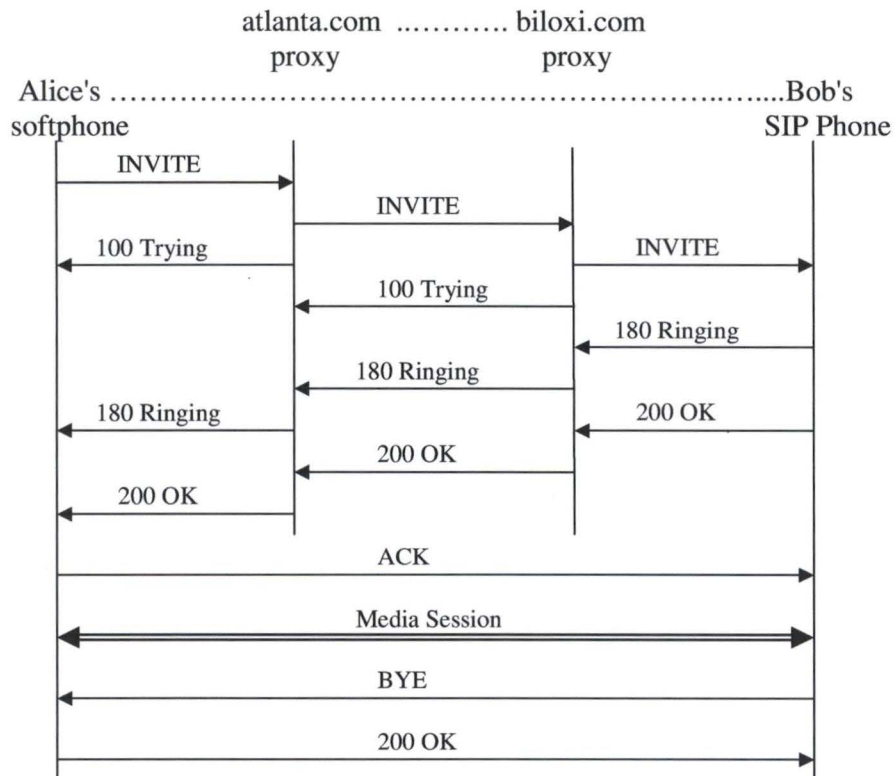 atlanta.com ………… biloxi.com
proxy proxy
Alice's ……………………………………………………………..…....Bob's
softphone SIP Phone
INVITE
INVITE
100 Trying INVITE
100 Trying
180 Ringing
180 Ringing
180 Ringing 200 OK
200 OK
200 OK
ACK
Media Session
BYE
200 OK